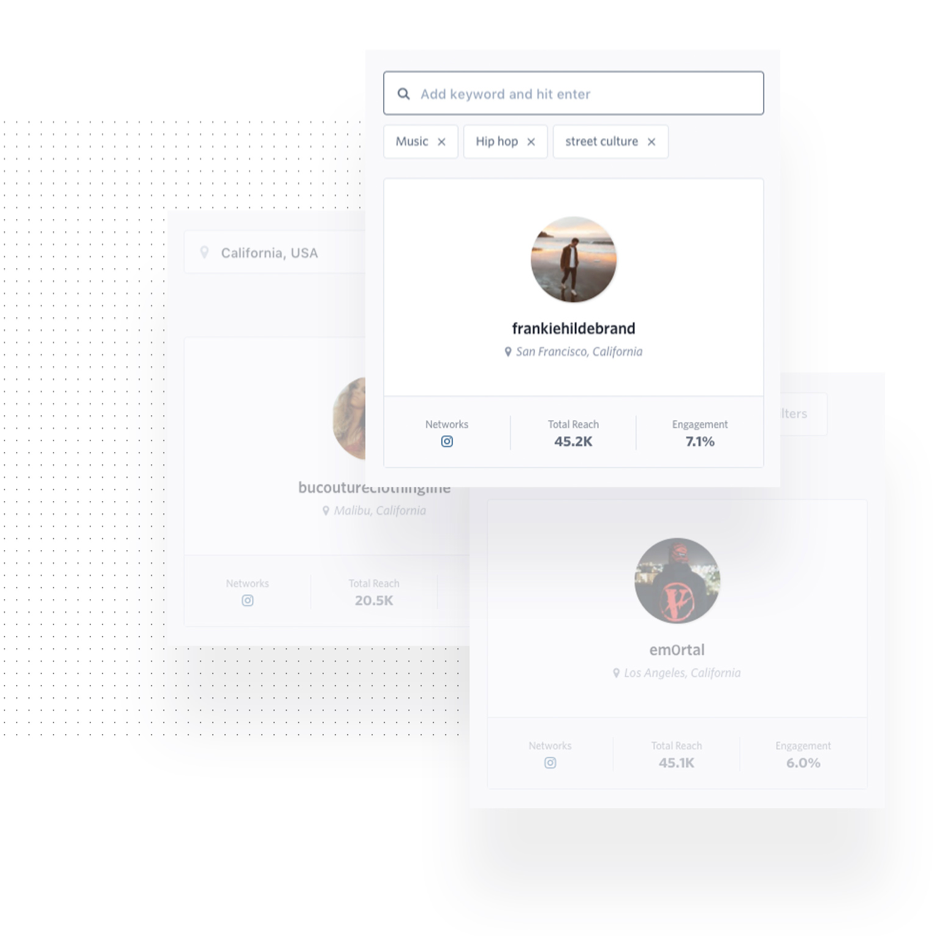 Add keyword and hit enter
Music
Hip hop
street culture
frankiehildebrand
San Francisco, California
Networks Total Reach Engagement
45.2K 7.1%
California, USA
bucoutureclothingline
Malibu, California
Networks Total Reach
20.5K
em0rtal
Los Angeles, California
Networks Total Reach Engagement
45.1K 6.0%